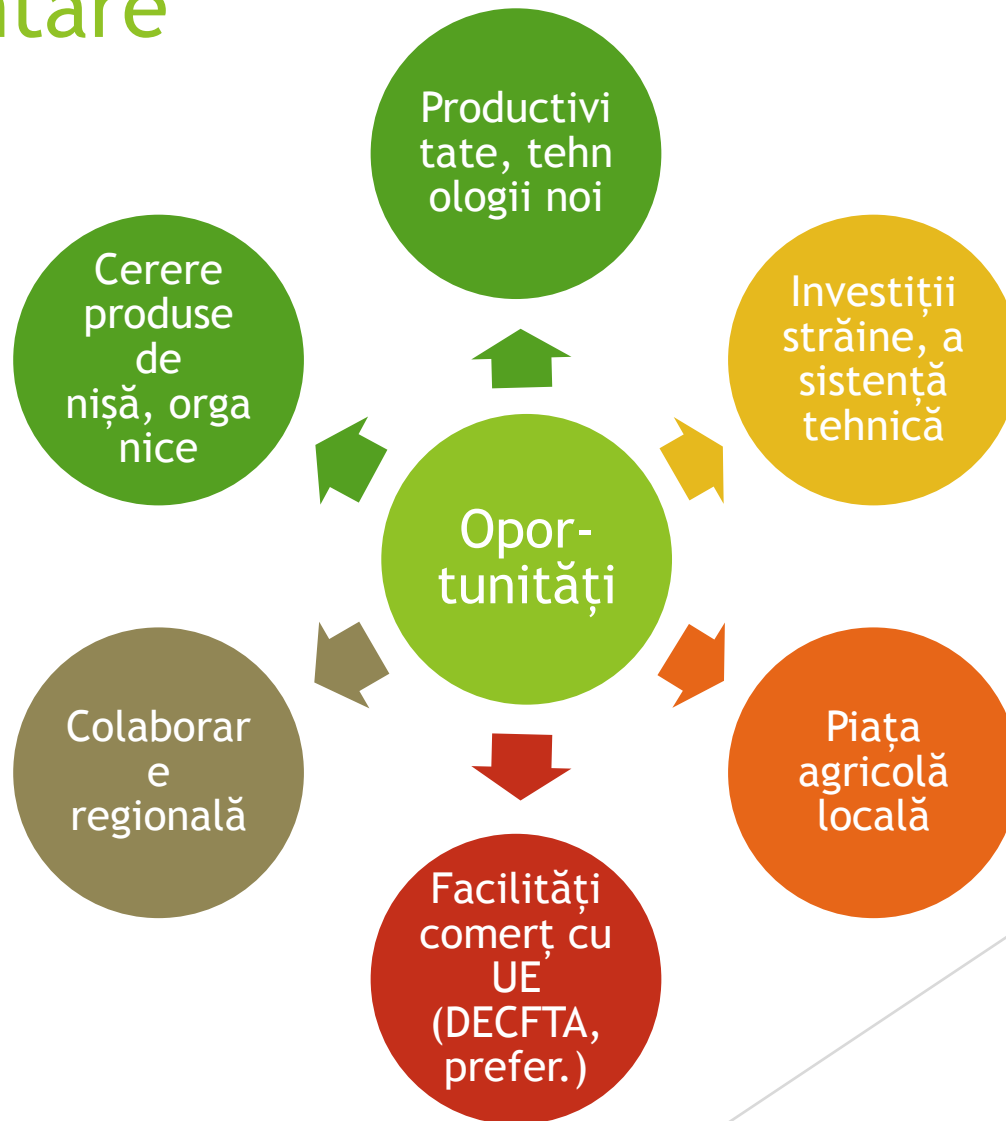 ntare
Productivi
tate, tehn
ologii noi
Investiții
străine, a
sistență
tehnică
Piața
agricolă
locală
Facilități
comerț cu
UE
(DECFTA,
prefer.)
Colaborar
e
regională
Cerere
produse
de
nișă, orga
nice
Opor-
tunități